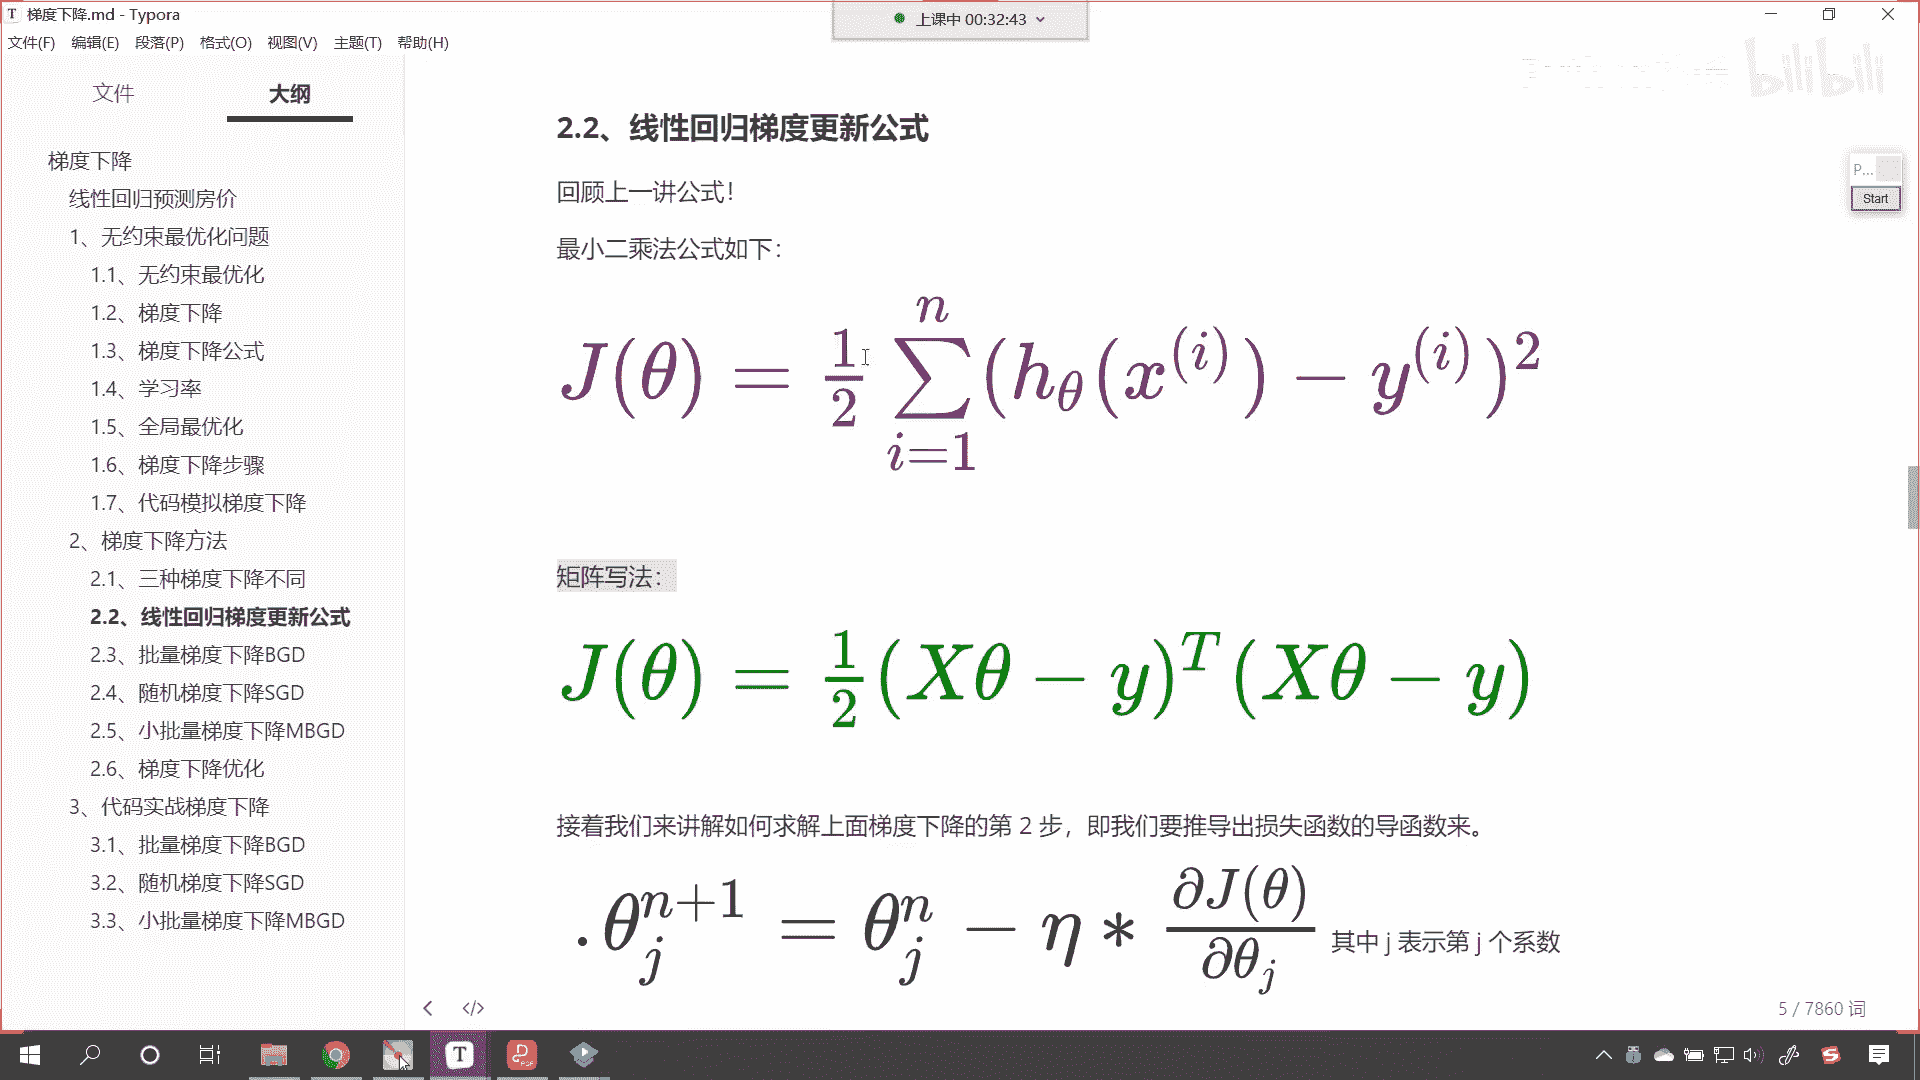 梯度下降.md - Typora
上课中 00:32:43
文件(F) 编辑(E) 段落(P) 格式(O) 视图(V) 主题(T) 帮助(H)
bilibili
文件 大纲
梯度下降
线性回归预测房价
1、无约束最优化问题
1.1、无约束最优化
1.2、梯度下降
1.3、梯度下降公式
1.4、学习率
1.5、全局最优化
1.6、梯度下降步骤
1.7、代码模拟梯度下降
2、梯度下降方法
2.1、三种梯度下降不同
2.2、线性回归梯度更新公式
2.3、批量梯度下降BGD
2.4、随机梯度下降SGD
2.5、小批量梯度下降MBGD
2.6、梯度下降优化
3、代码实战梯度下降
3.1、批量梯度下降BGD
3.2、随机梯度下降SGD
3.3、小批量梯度下降MBGD
2.2、线性回归梯度更新公式
回顾上一讲公式！
最小二乘法公式如下：
J(θ) = \frac{1}{2} \sum_{i=1}^{n} (h_θ(x^{(i)}) − y^{(i)})^2
矩阵写法：
J(θ) = \frac{1}{2} (Xθ − y)^T (Xθ − y)
接着我们来讲解如何求解上面梯度下降的第 2 步，即我们要推导出损失函数的导函数来。
. θ_j^{n+1} = θ_j^n − η * \frac{∂J(θ)}{∂θ_j} 其中 j 表示第 j 个系数
P...
Start
5 / 7860 词